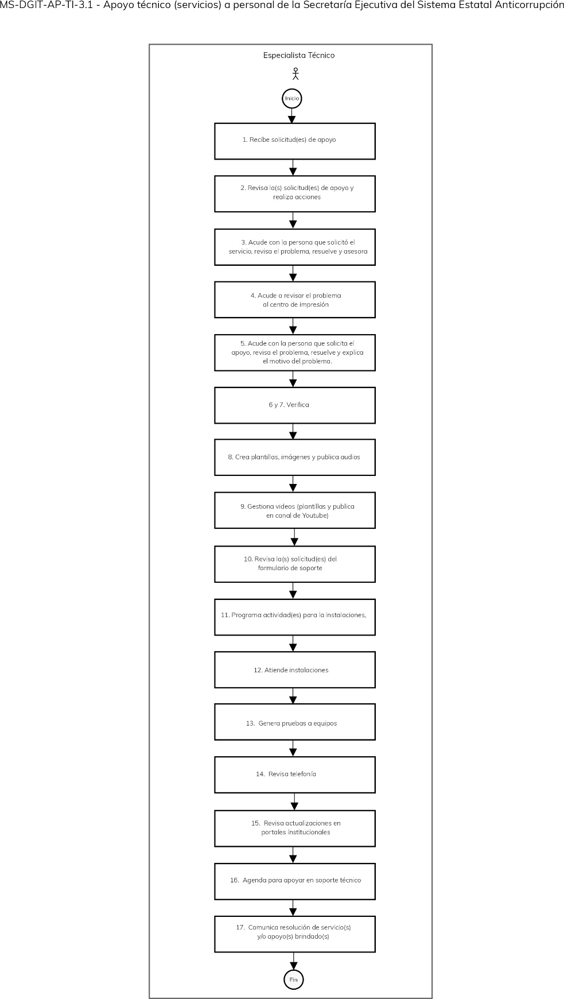 MS-DGIT-AP-TI-3.1 - Apoyo técnico (servicios) a personal de la Secretaría Ejecutiva del Sistema Estatal Anticorrupción
Especialista Técnico
Inicio
1. Recibe solicitud(es) de apoyo
2. Revisa la(s) solicitud(es) de apoyo y
realiza acciones
3. Acude con la persona que solicitó el
servicio, revisa el problema, resuelve y asesora
4. Acude a revisar el problema
al centro de impresión
5. Acude con la persona que solicita el
apoyo, revisa el problema, resuelve y explica
el motivo del problema.
6 y 7. Verifica
8. Crea plantillas, imágenes y publica audios
9. Gestiona videos (plantillas y publica
en canal de Youtube)
10. Revisa la(s) solicitud(es) del
formulario de soporte
11. Programa actividad(es) para la instalaciones,
12. Atiende instalaciones
13. Genera pruebas a equipos
14. Revisa telefonía
15. Revisa actualizaciones en
portales institucionales
16. Agenda para apoyar en soporte técnico
17. Comunica resolución de servicio(s)
y/o apoyo(s) brindado(s)
Fin